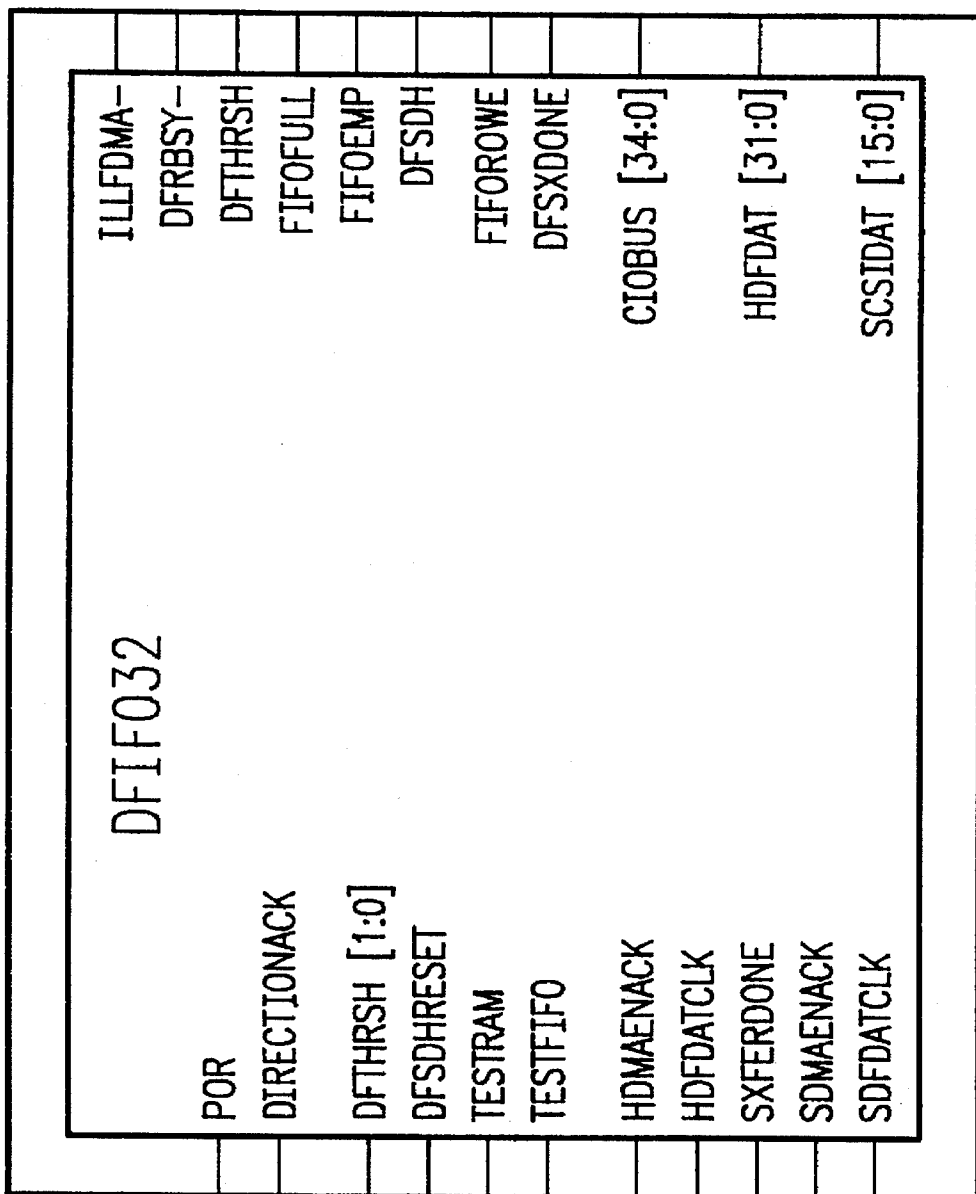 DFIFO32
POR
DIRECTIONACK
DFTHRSH [1:0]
DFSDHRESET
TESTRAM
TESTFIFO
HDMAENACK
HDFDATCLK
SXFERDONE
SDMAENACK
SDFDATCLK
ILLFDMA-
DFRBSY-
DFTHRSH
FIFOFULL
FIFOEMP
DFSDH
FIFOROWE
DFSXDONE
CIOBUS [34:0]
HDFDAT [31:0]
SCSIDAT [15:0]